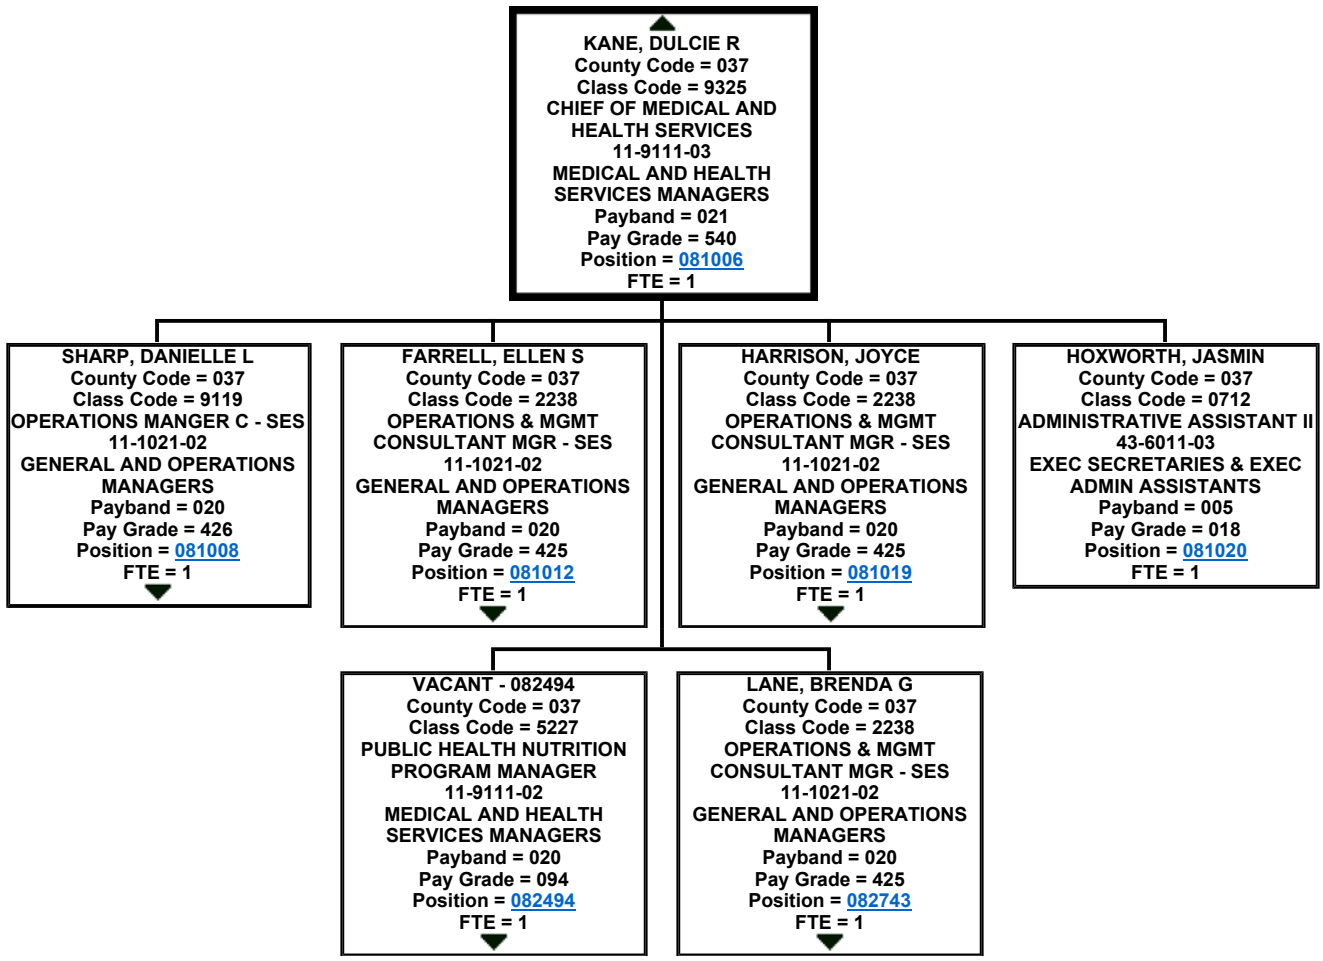 KANE, DULCIE R
County Code = 037
Class Code = 9325
CHIEF OF MEDICAL AND
HEALTH SERVICES
11-9111-03
MEDICAL AND HEALTH
SERVICES MANAGERS
Payband = 021
Pay Grade = 540
Position = 081006
FTE = 1
SHARP, DANIELLE L
County Code = 037
Class Code = 9119
OPERATIONS MANGER C - SES
11-1021-02
GENERAL AND OPERATIONS
MANAGERS
Payband = 020
Pay Grade = 426
Position = 081008
FTE = 1
FARRELL, ELLEN S
County Code = 037
Class Code = 2238
OPERATIONS & MGMT
CONSULTANT MGR - SES
11-1021-02
GENERAL AND OPERATIONS
MANAGERS
Payband = 020
Pay Grade = 425
Position = 081012
FTE = 1
HARRISON, JOYCE
County Code = 037
Class Code = 2238
OPERATIONS & MGMT
CONSULTANT MGR - SES
11-1021-02
GENERAL AND OPERATIONS
MANAGERS
Payband = 020
Pay Grade = 425
Position = 081019
FTE = 1
HOXWORTH, JASMIN
County Code = 037
Class Code = 0712
ADMINISTRATIVE ASSISTANT II
43-6011-03
EXEC SECRETARIES & EXEC
ADMIN ASSISTANTS
Payband = 005
Pay Grade = 018
Position = 081020
FTE = 1
VACANT - 082494
County Code = 037
Class Code = 5227
PUBLIC HEALTH NUTRITION
PROGRAM MANAGER
11-9111-02
MEDICAL AND HEALTH
SERVICES MANAGERS
Payband = 020
Pay Grade = 094
Position = 082494
FTE = 1
LANE, BRENDA G
County Code = 037
Class Code = 2238
OPERATIONS & MGMT
CONSULTANT MGR - SES
11-1021-02
GENERAL AND OPERATIONS
MANAGERS
Payband = 020
Pay Grade = 425
Position = 082743
FTE = 1